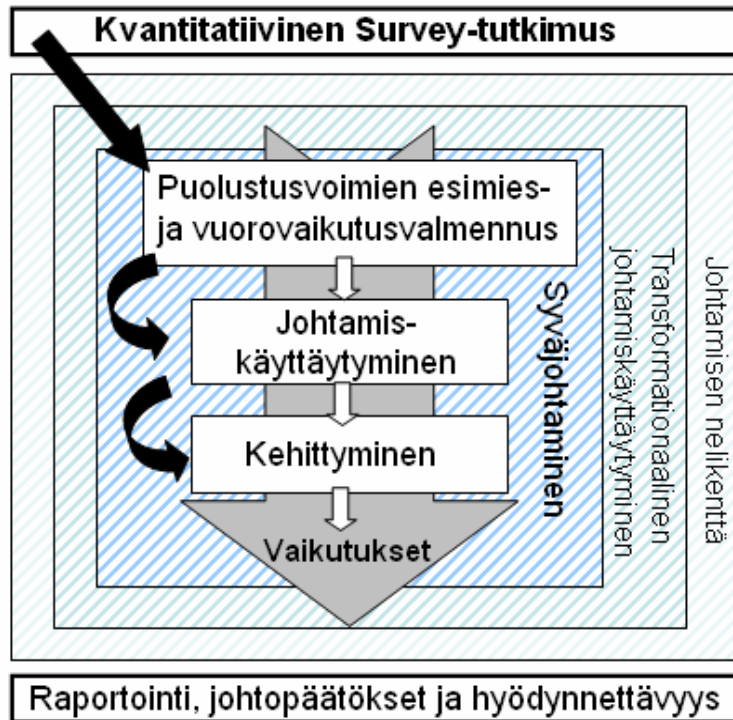 Kvantitatiivinen Survey-tutkimus
Puolustusvoimien esimies-
ja vuorovaikutusvalmennus
Johtamis-
käyttäytyminen
Kehittyminen
Vaikutukset
Syväjohtaminen
Transformationaalinen
johtamiskäyttäytyminen
Johtamisen nelikenttä
Raportointi, johtopäätökset ja hyödynnettävyys